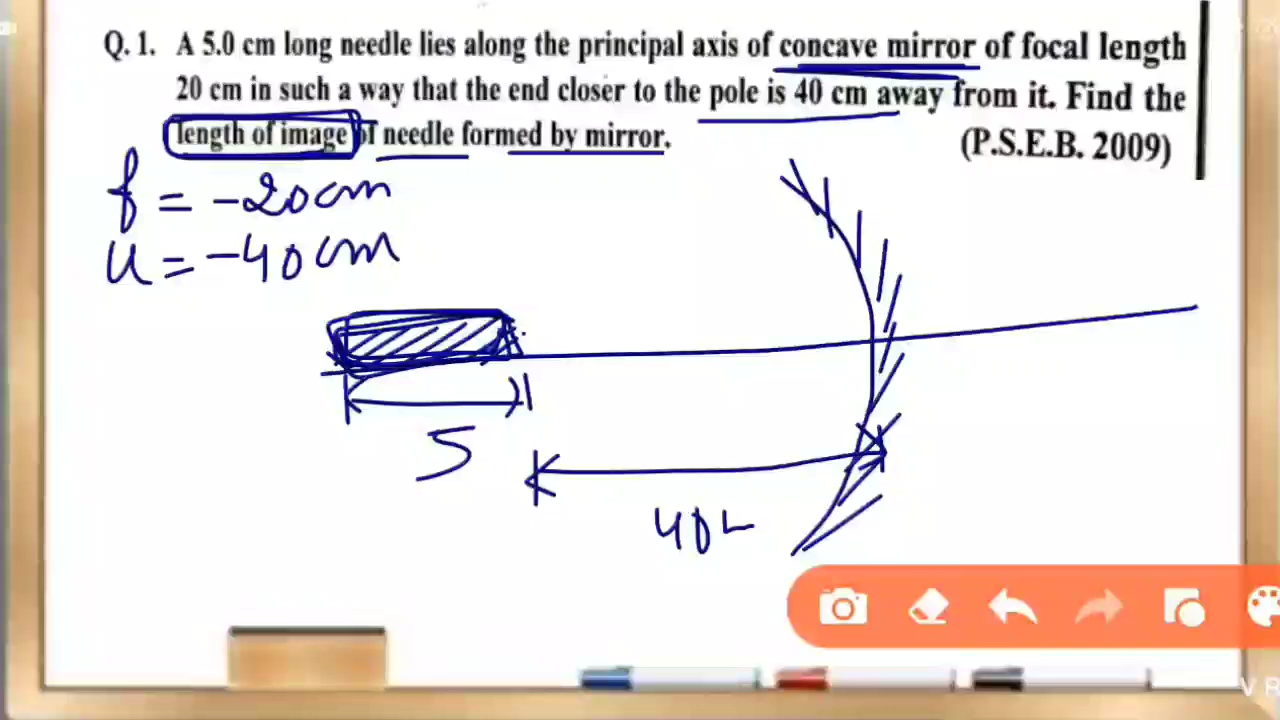 Q. 1. A 5.0 cm long needle lies along the principal axis of concave mirror of focal length
20 cm in such a way that the end closer to the pole is 40 cm away from it. Find the
length of image of needle formed by mirror.
(P.S.E.B. 2009)
f = -20cm
u = -40cm
5
40
V R